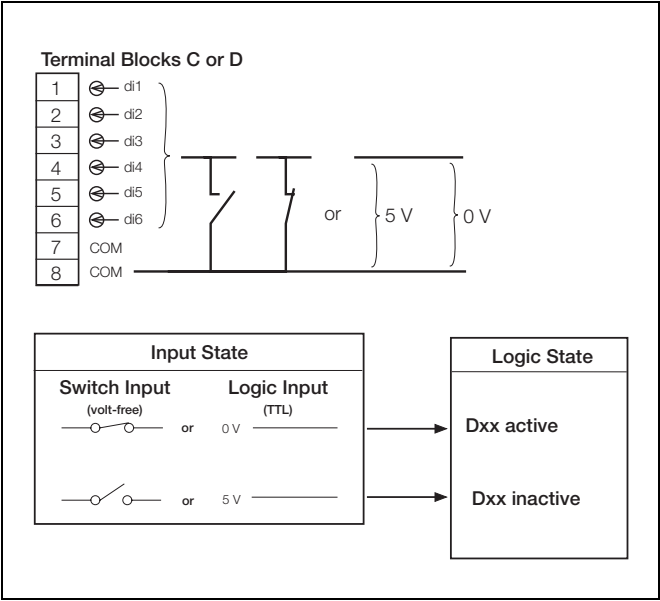 Terminal Blocks C or D
1 di1
2 di2
3 di3
4 di4
5 di5
6 di6
7 COM
8 COM
or 5 V 0 V
Input State
Switch Input Logic Input
(volt-free) (TTL)
or 0 V
or 5 V
Logic State
Dxx active
Dxx inactive